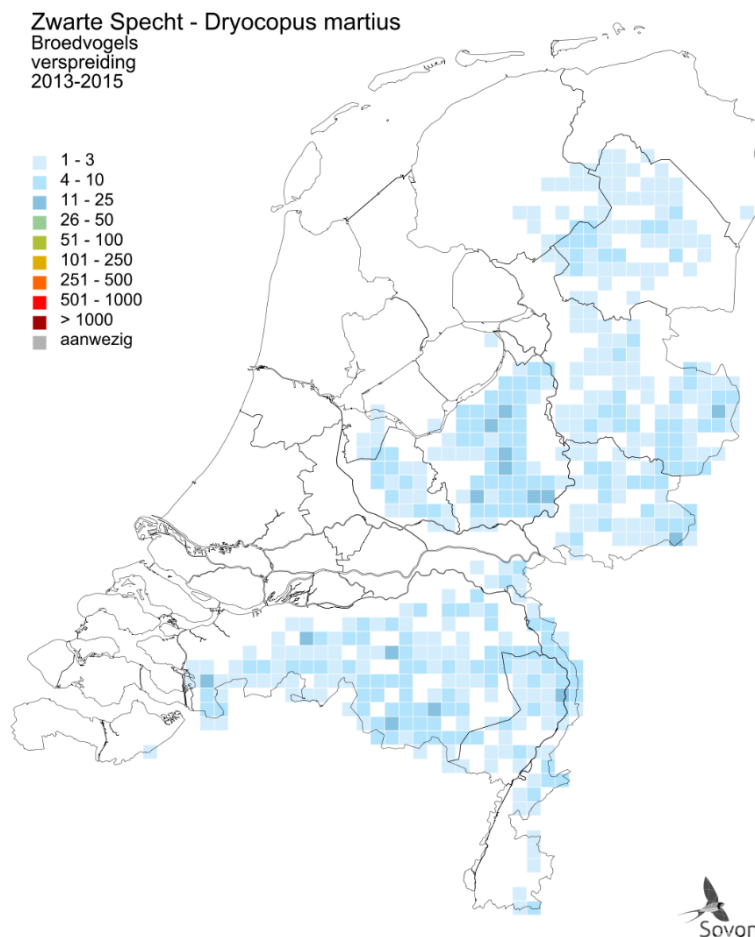 Zwarte Specht - Dryocopus martius
Broedvogels
verspreiding
2013-2015
1 - 3
4 - 10
11 - 25
26 - 50
51 - 100
101 - 250
251 - 500
501 - 1000
> 1000
aanwezig
Sovon